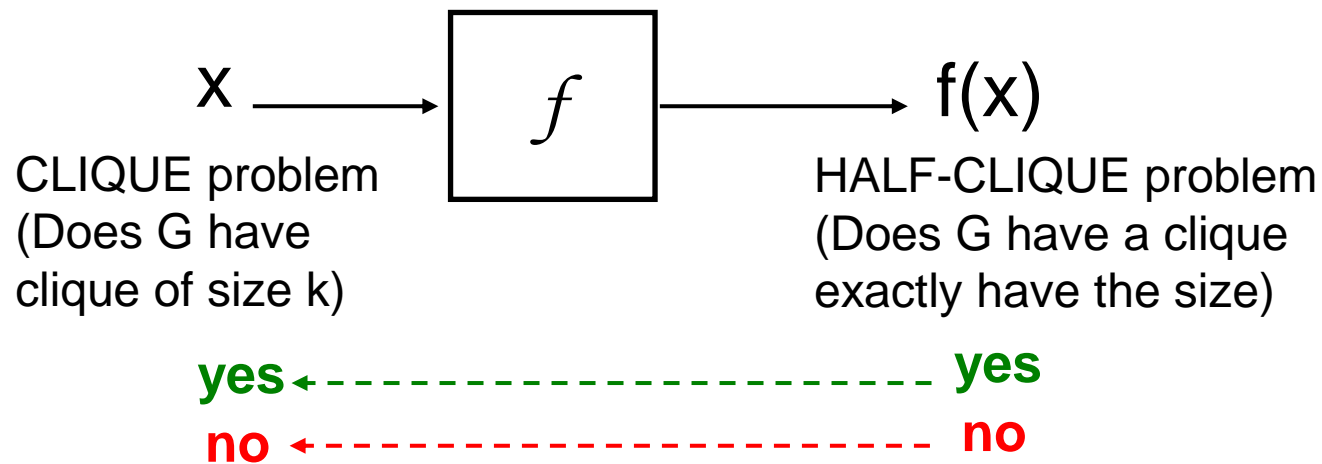 x
f
f(x)
CLIQUE problem
(Does G have
clique of size k)
HALF-CLIQUE problem
(Does G have a clique
exactly have the size)
yes
yes
no
no